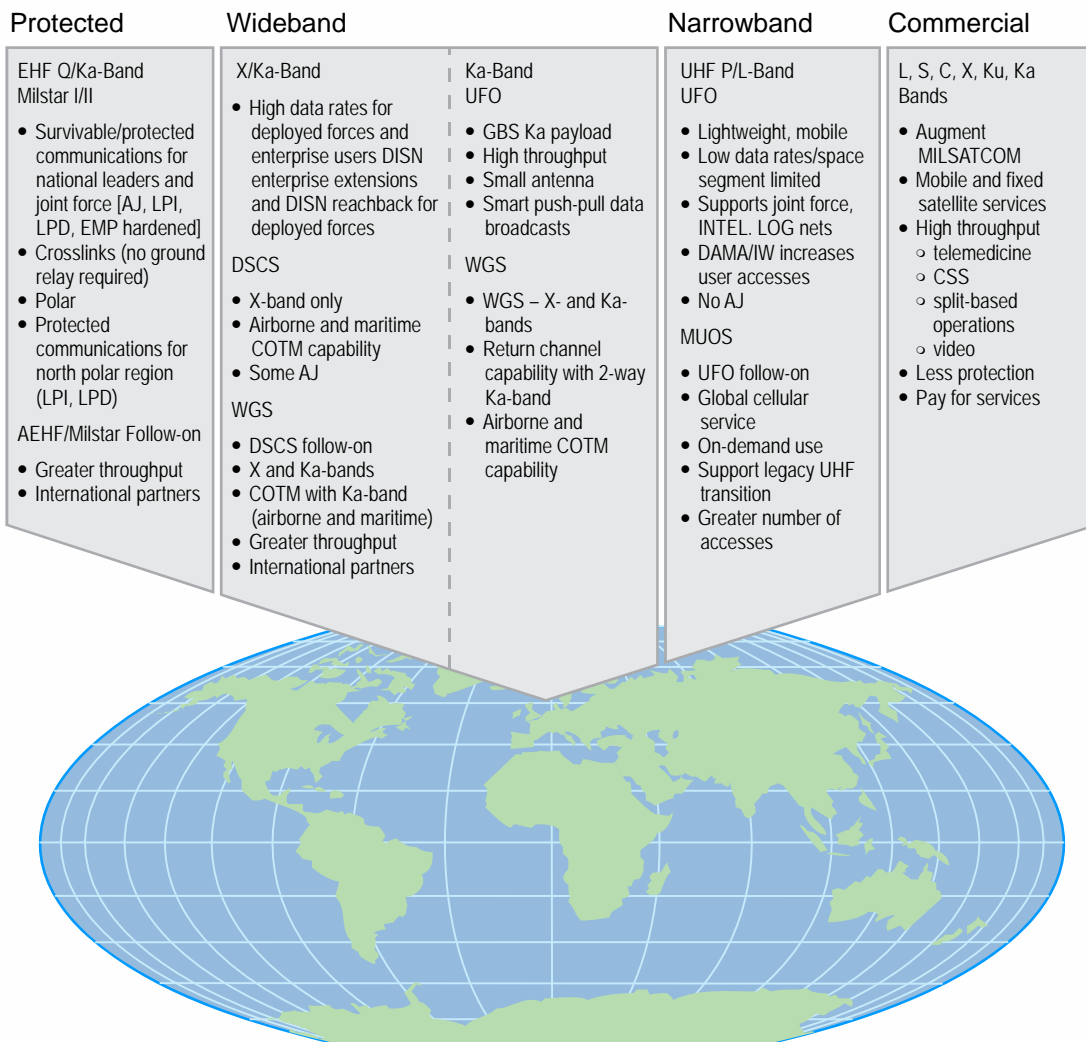 Protected
EHF Q/Ka-Band
Milstar I/II
• Survivable/protected
communications for
national leaders and
joint force [AJ, LPI,
LPD, EMP hardened]
• Crosslinks (no ground
relay required)
• Polar
• Protected
communications for
north polar region
(LPI, LPD)
AEHF/Milstar Follow-on
• Greater throughput
• International partners
Wideband
X/Ka-Band
• High data rates for
deployed forces and
enterprise users DISN
enterprise extensions
and DISN reachback for
deployed forces
DSCS
• X-band only
• Airborne and maritime
COTM capability
• Some AJ
WGS
• DSCS follow-on
• X and Ka-bands
• COTM with Ka-band
(airborne and maritime)
• Greater throughput
• International partners
Ka-Band
UFO
• GBS Ka payload
• High throughput
• Small antenna
• Smart push-pull data
broadcasts
WGS
• WGS – X- and Ka-
bands
• Return channel
capability with 2-way
Ka-band
• Airborne and
maritime COTM
capability
Narrowband
UHF P/L-Band
UFO
• Lightweight, mobile
• Low data rates/space
segment limited
• Supports joint force,
INTEL. LOG nets
• DAMA/IW increases
user accesses
• No AJ
MUOS
• UFO follow-on
• Global cellular
service
• On-demand use
• Support legacy UHF
transition
• Greater number of
accesses
Commercial
L, S, C, X, Ku, Ka
Bands
• Augment
MILSATCOM
• Mobile and fixed
satellite services
• High throughput
○ telemedicine
○ CSS
○ split-based
operations
○ video
• Less protection
• Pay for services